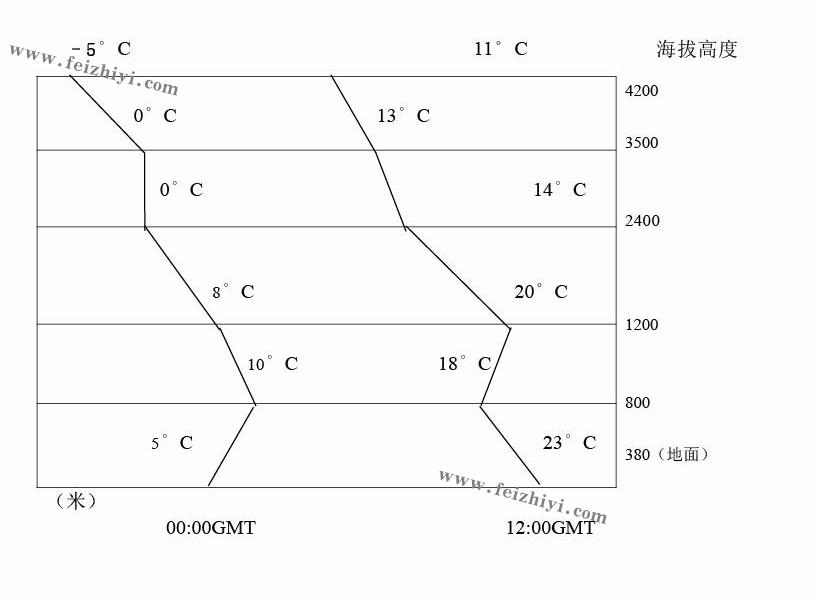 －5°C 11°C 海拔高度
www.feizhiyi.com
4200
0°C 13°C
3500
0°C 14°C
2400
8°C 20°C
1200
10°C 18°C
800
5°C 23°C
380（地面）
www.feizhiyi.com
（米）
00:00GMT 12:00GMT